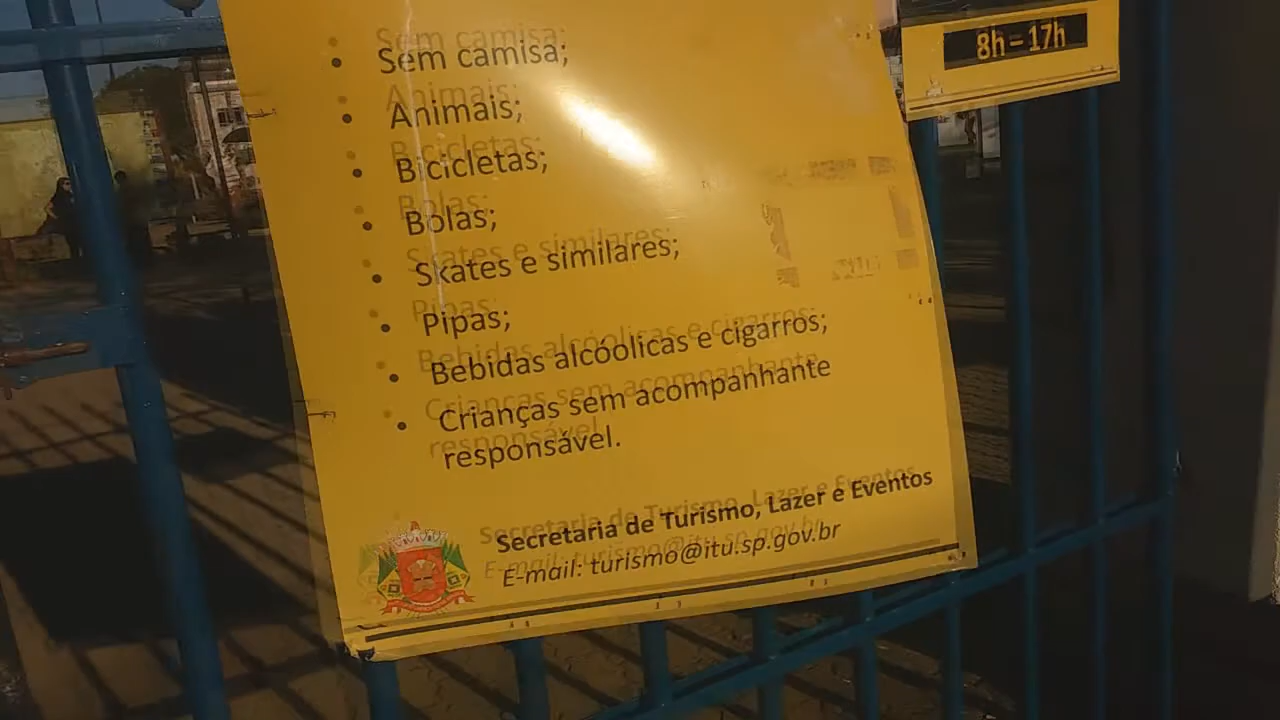 8h – 17h
• Sem camisa;
• Animais;
• Bicicletas;
• Bolas;
• Skates e similares;
• Pipas;
• Bebidas alcóolicas e cigarros;
• Crianças sem acompanhante
responsável.
Secretaria de Turismo, Lazer e Eventos
E-mail: turismo@itu.sp.gov.br